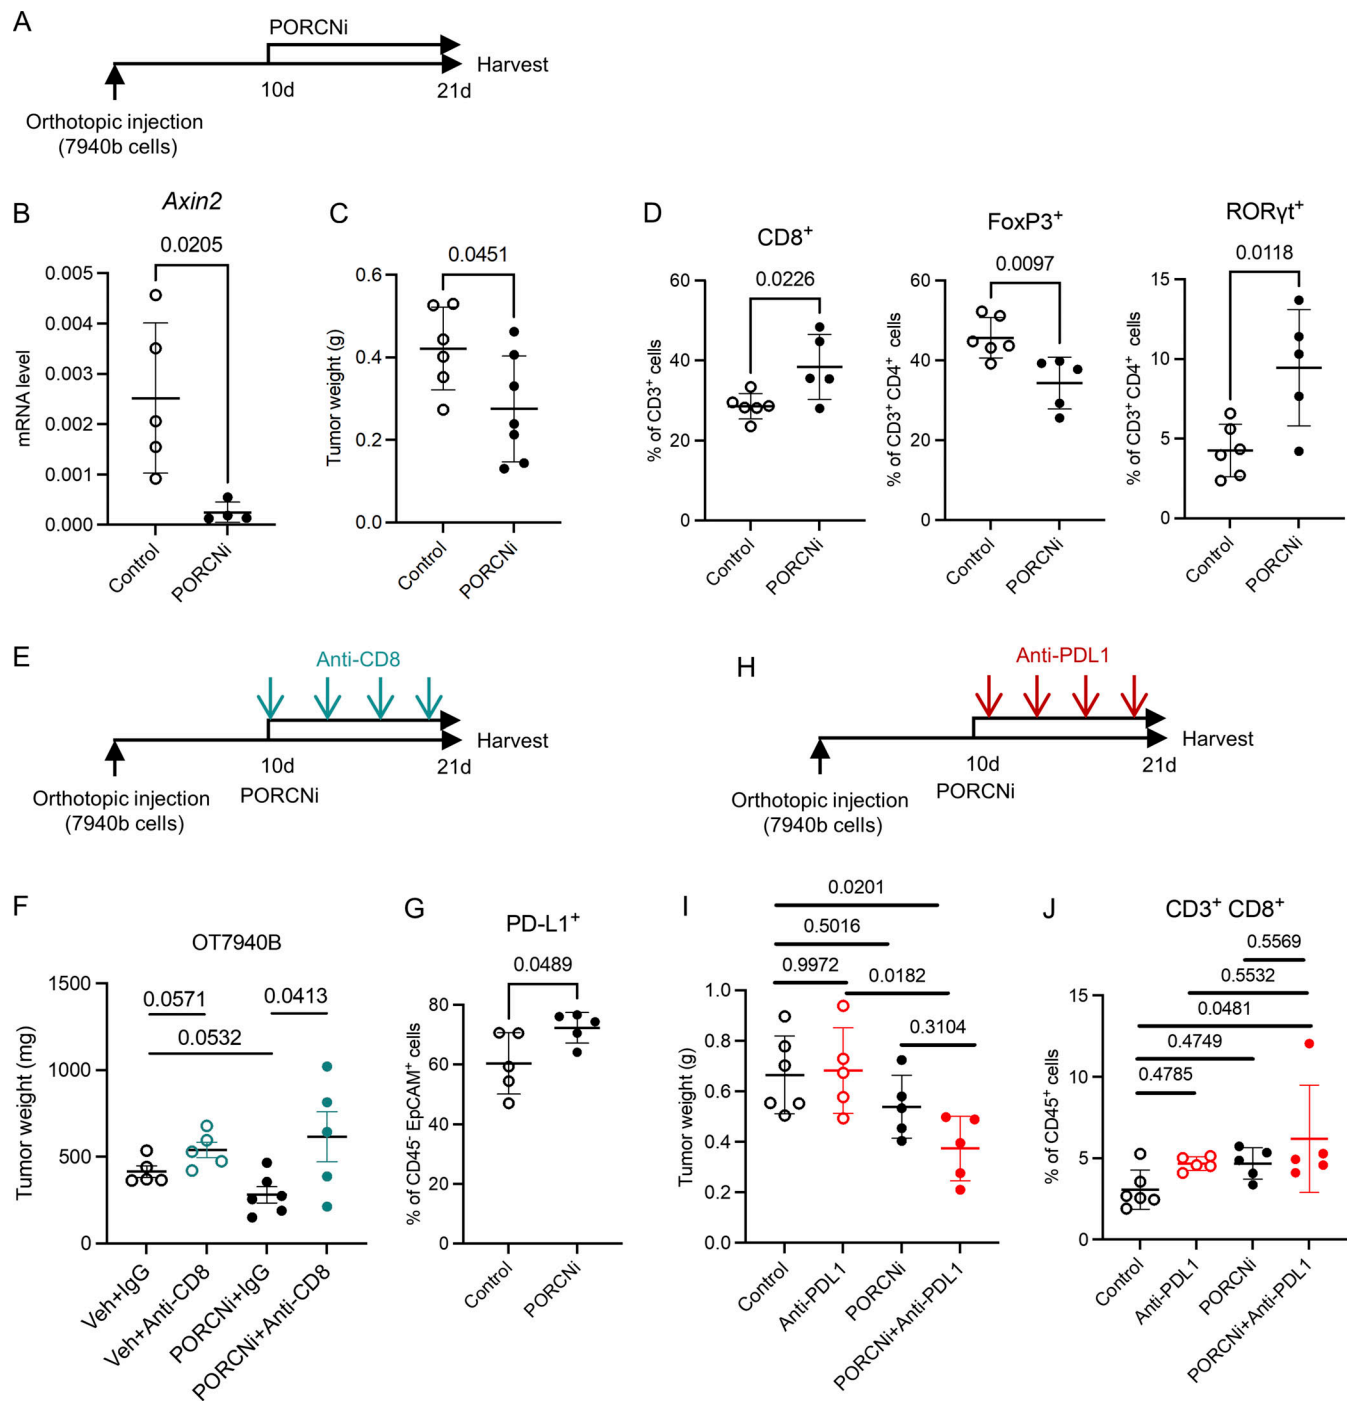 A
PORCNi
Harvest
10d
21d
Orthotopic injection
(7940b cells)
B
Axin2
0.0205
mRNA level
0.005
0.004
0.003
0.002
0.001
0.000
Control
PORCNi
C
0.0451
Tumor weight (g)
0.6
0.4
0.2
0.0
Control
PORCNi
D
CD8+
0.0226
% of CD3+ cells
60
40
20
0
Control
PORCNi
FoxP3+
0.0097
% of CD3+ CD4+ cells
60
40
20
0
Control
PORCNi
RORγt+
0.0118
% of CD3+ CD4+ cells
15
10
5
0
Control
PORCNi
E
Anti-CD8
Harvest
10d
21d
PORCNi
Orthotopic injection
(7940b cells)
H
Anti-PDL1
Harvest
10d
21d
PORCNi
Orthotopic injection
(7940b cells)
F
OT7940B
0.0571
0.0413
0.0532
Tumor weight (mg)
1500
1000
500
0
Veh+IgG
Veh+Anti-CD8
PORCNi+IgG
PORCNi+Anti-CD8
G
PD-L1+
0.0489
% of CD45- EpCAM+ cells
80
60
40
20
0
Control
PORCNi
I
0.0201
0.5016
0.9972
0.0182
0.3104
Tumor weight (g)
1.0
0.8
0.6
0.4
0.2
0.0
Control
Anti-PDL1
PORCNi
PORCNi+Anti-PDL1
J
CD3+ CD8+
0.5569
0.5532
0.0481
0.4749
0.4785
% of CD45+ cells
15
10
5
0
Control
Anti-PDL1
PORCNi
PORCNi+Anti-PDL1